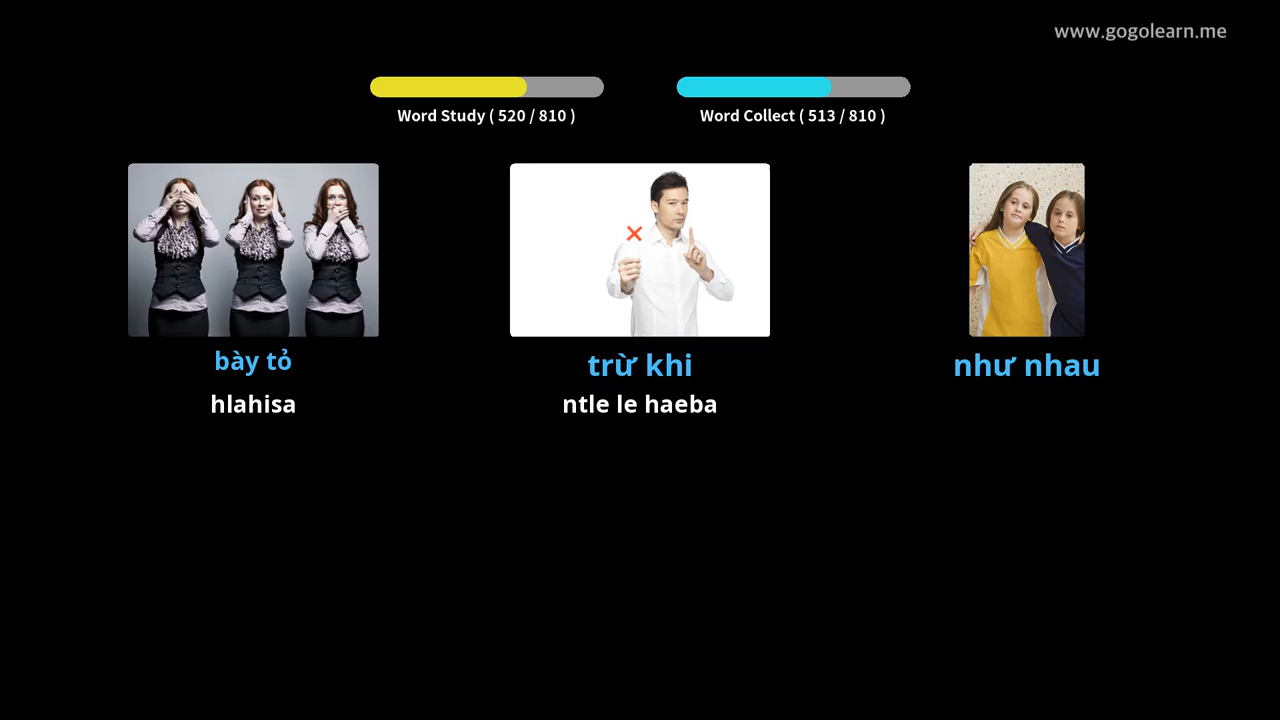 www.gogolearn.me
Word Study ( 520 / 810 )
Word Collect ( 513 / 810 )
bày tỏ
trừ khi
như nhau
hlahisa
ntle le haeba